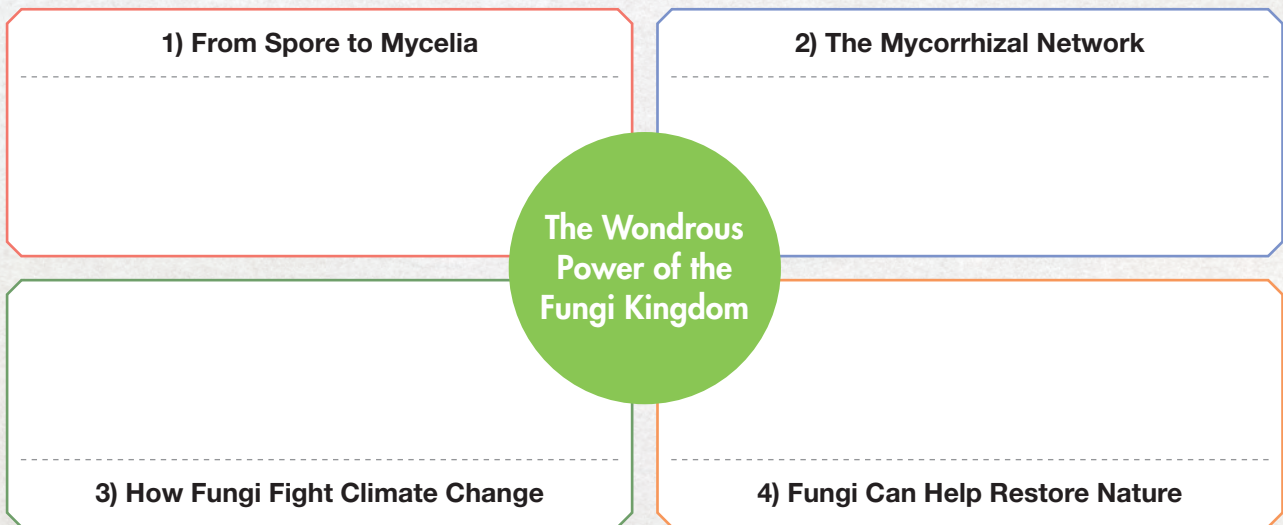 1) From Spore to Mycelia
2) The Mycorrhizal Network
The Wondrous
Power of the
Fungi Kingdom
3) How Fungi Fight Climate Change
4) Fungi Can Help Restore Nature